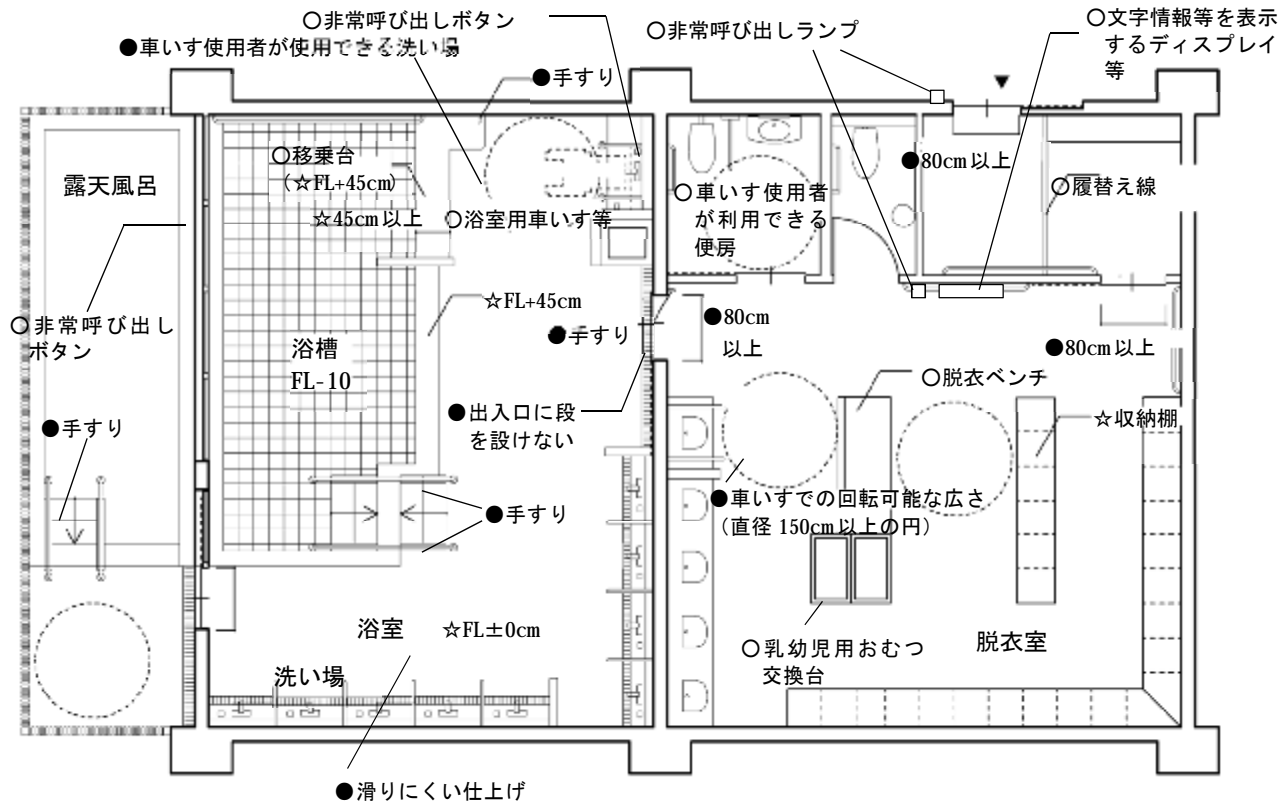 ○非常呼び出しボタン
●車いす使用者が使用できる洗い場
○非常呼び出しランプ
○文字情報等を表示
するディスプレイ
等
●手すり
○移乗台
（☆FL+45cm）
☆45cm以上
○浴室用車いす等
露天風呂
○車いす使用者
が利用できる
便房
●80cm以上
○履替え線
○非常呼び出し
ボタン
☆FL+45cm
●手すり
●80cm
以上
●80cm以上
浴槽
FL-10
○脱衣ベンチ
●出入口に段
を設けない
☆収納棚
●手すり
●手すり
●車いすでの回転可能な広さ
（直径150cm以上の円）
浴室
☆FL±0cm
洗い場
○乳幼児用おむつ
交換台
脱衣室
●滑りにくい仕上げ